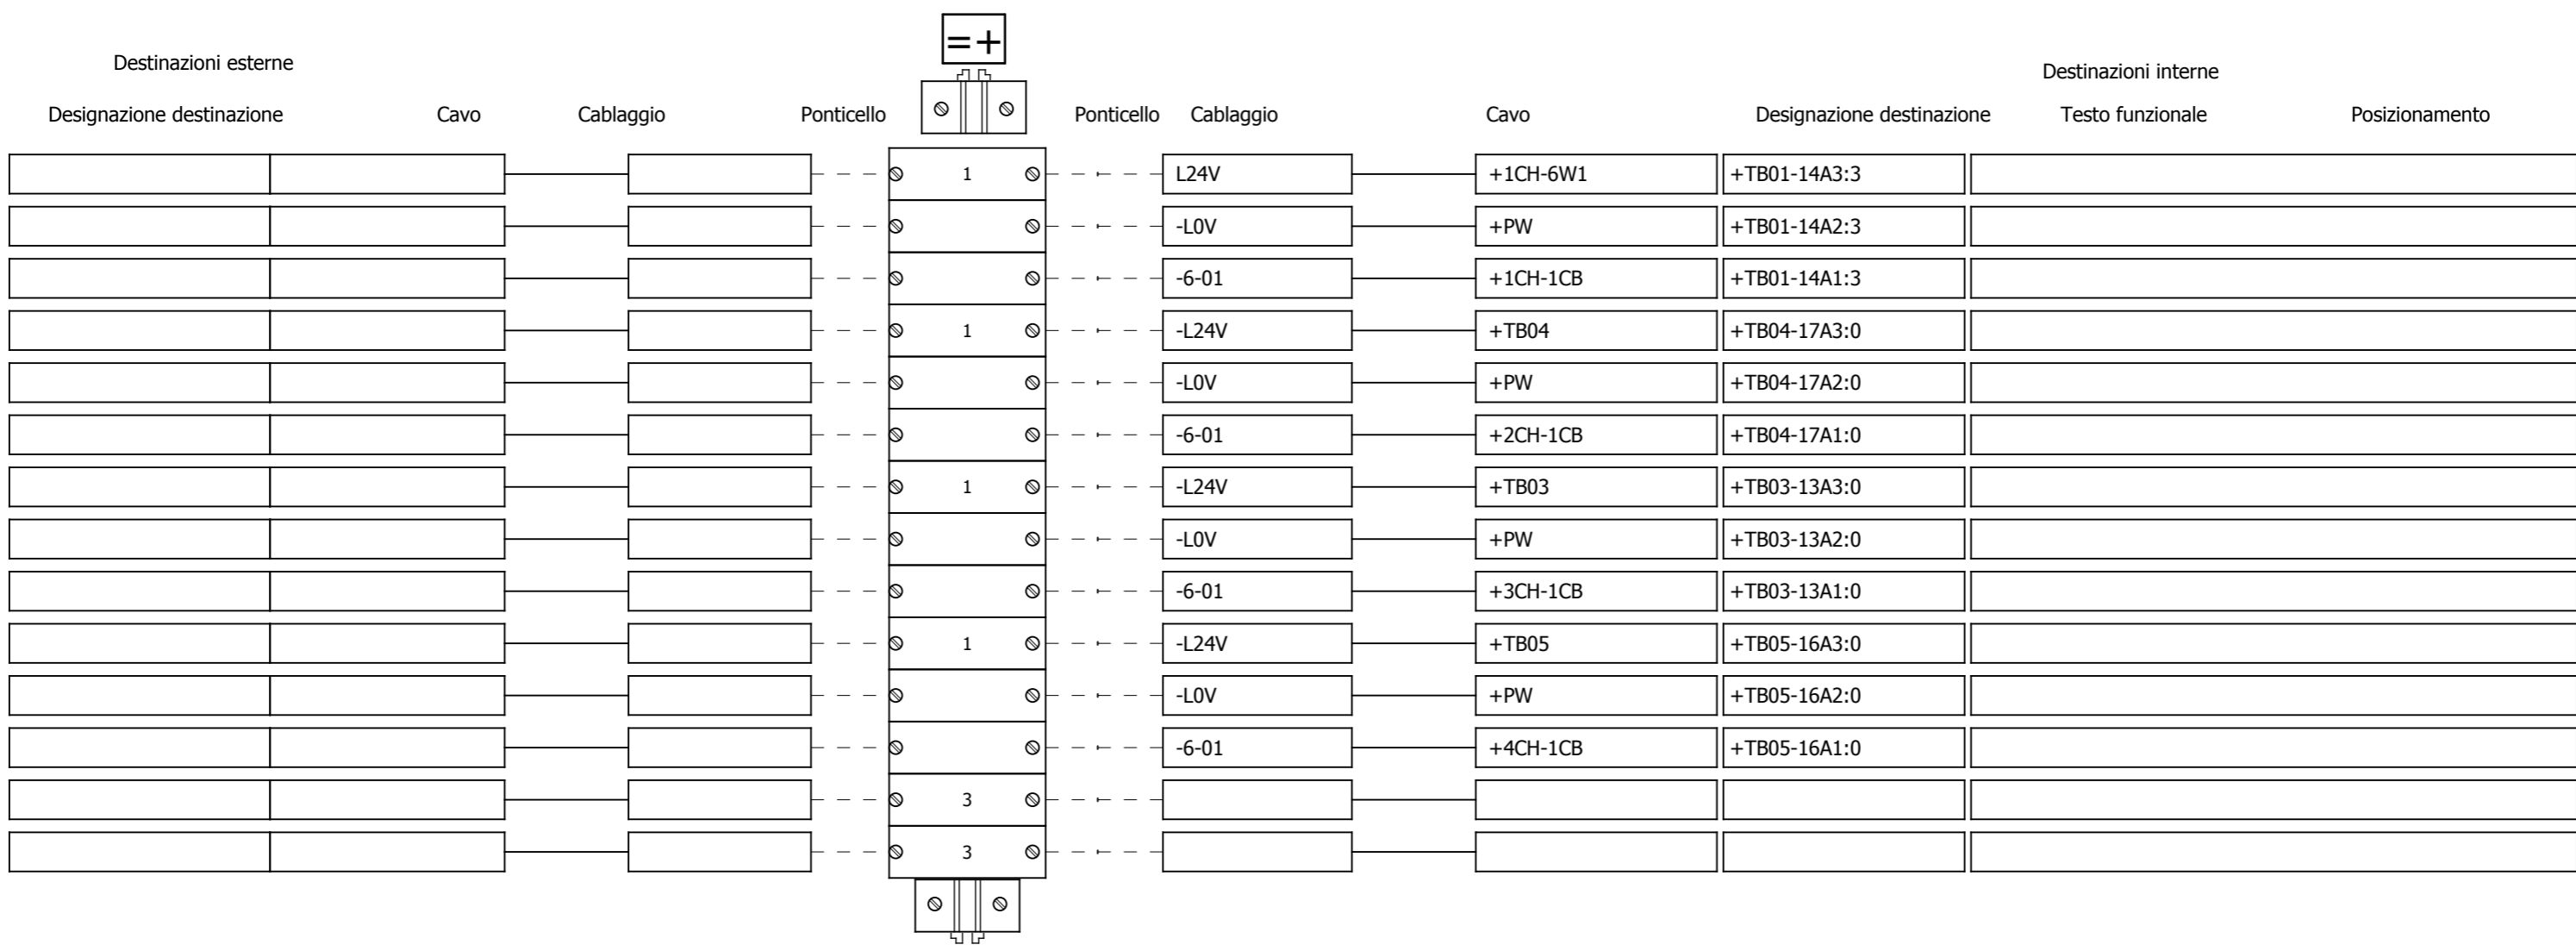 =+
Destinazioni esterne
Destinazioni interne
Designazione destinazione Cavo Cablaggio Ponticello Ponticello Cablaggio Cavo Designazione destinazione Testo funzionale Posizionamento
1 L24V +1CH-6W1 +TB01-14A3:3
-L0V +PW +TB01-14A2:3
-6-01 +1CH-1CB +TB01-14A1:3
1 -L24V +TB04 +TB04-17A3:0
-L0V +PW +TB04-17A2:0
-6-01 +2CH-1CB +TB04-17A1:0
1 -L24V +TB03 +TB03-13A3:0
-L0V +PW +TB03-13A2:0
-6-01 +3CH-1CB +TB03-13A1:0
1 -L24V +TB05 +TB05-16A3:0
-L0V +PW +TB05-16A2:0
-6-01 +4CH-1CB +TB05-16A1:0
3
3